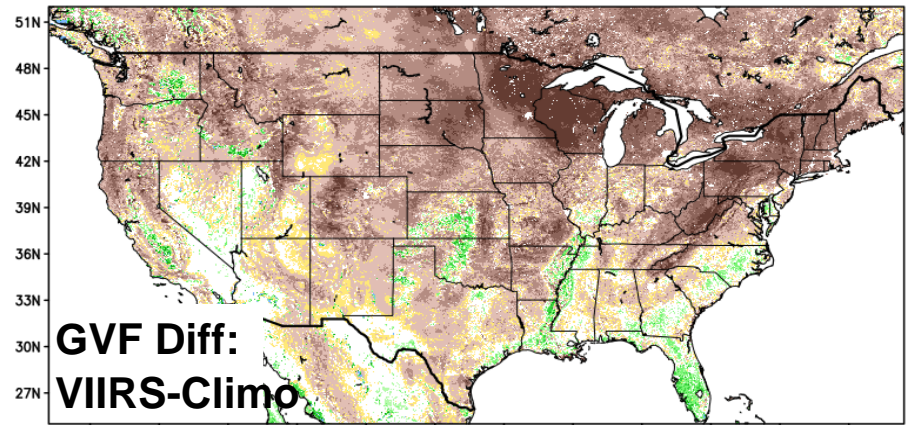 51N
48N
45N
42N
39N
36N
33N
30N
27N
GVF Diff:
VIIRS-Climo